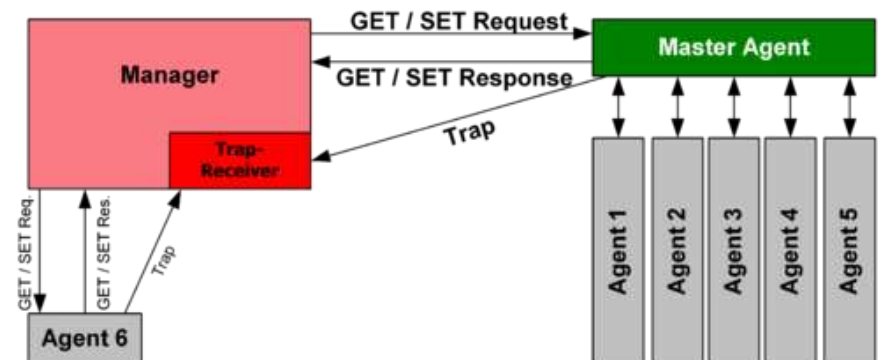 GET / SET Request
Manager
Master Agent
GET / SET Response
Trap
Trap-
Receiver
GET / SET Req.
GET / SET Res.
Trap
Agent 1
Agent 2
Agent 3
Agent 4
Agent 5
Agent 6